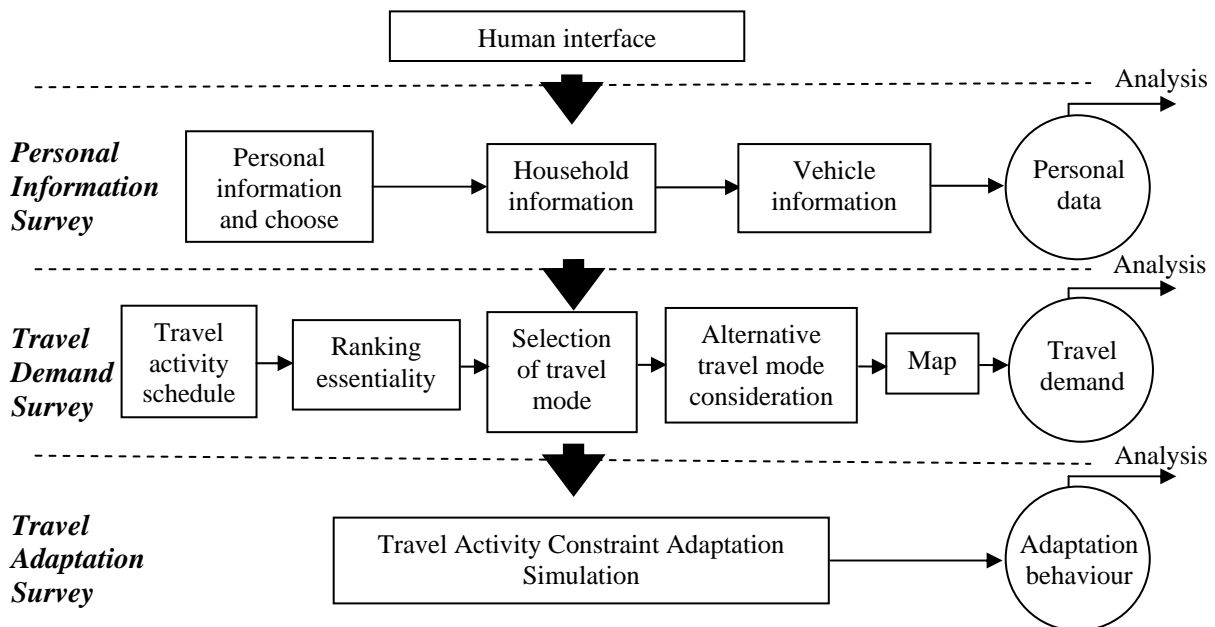 Human interface
Analysis
Personal
Information
Survey
Personal
information
and choose
Household
information
Vehicle
information
Personal
data
Analysis
Travel
Demand
Survey
Travel
activity
schedule
Ranking
essentiality
Selection
of travel
mode
Alternative
travel mode
consideration
Map
Travel
demand
Analysis
Travel
Adaptation
Survey
Travel Activity Constraint Adaptation
Simulation
Adaptation
behaviour